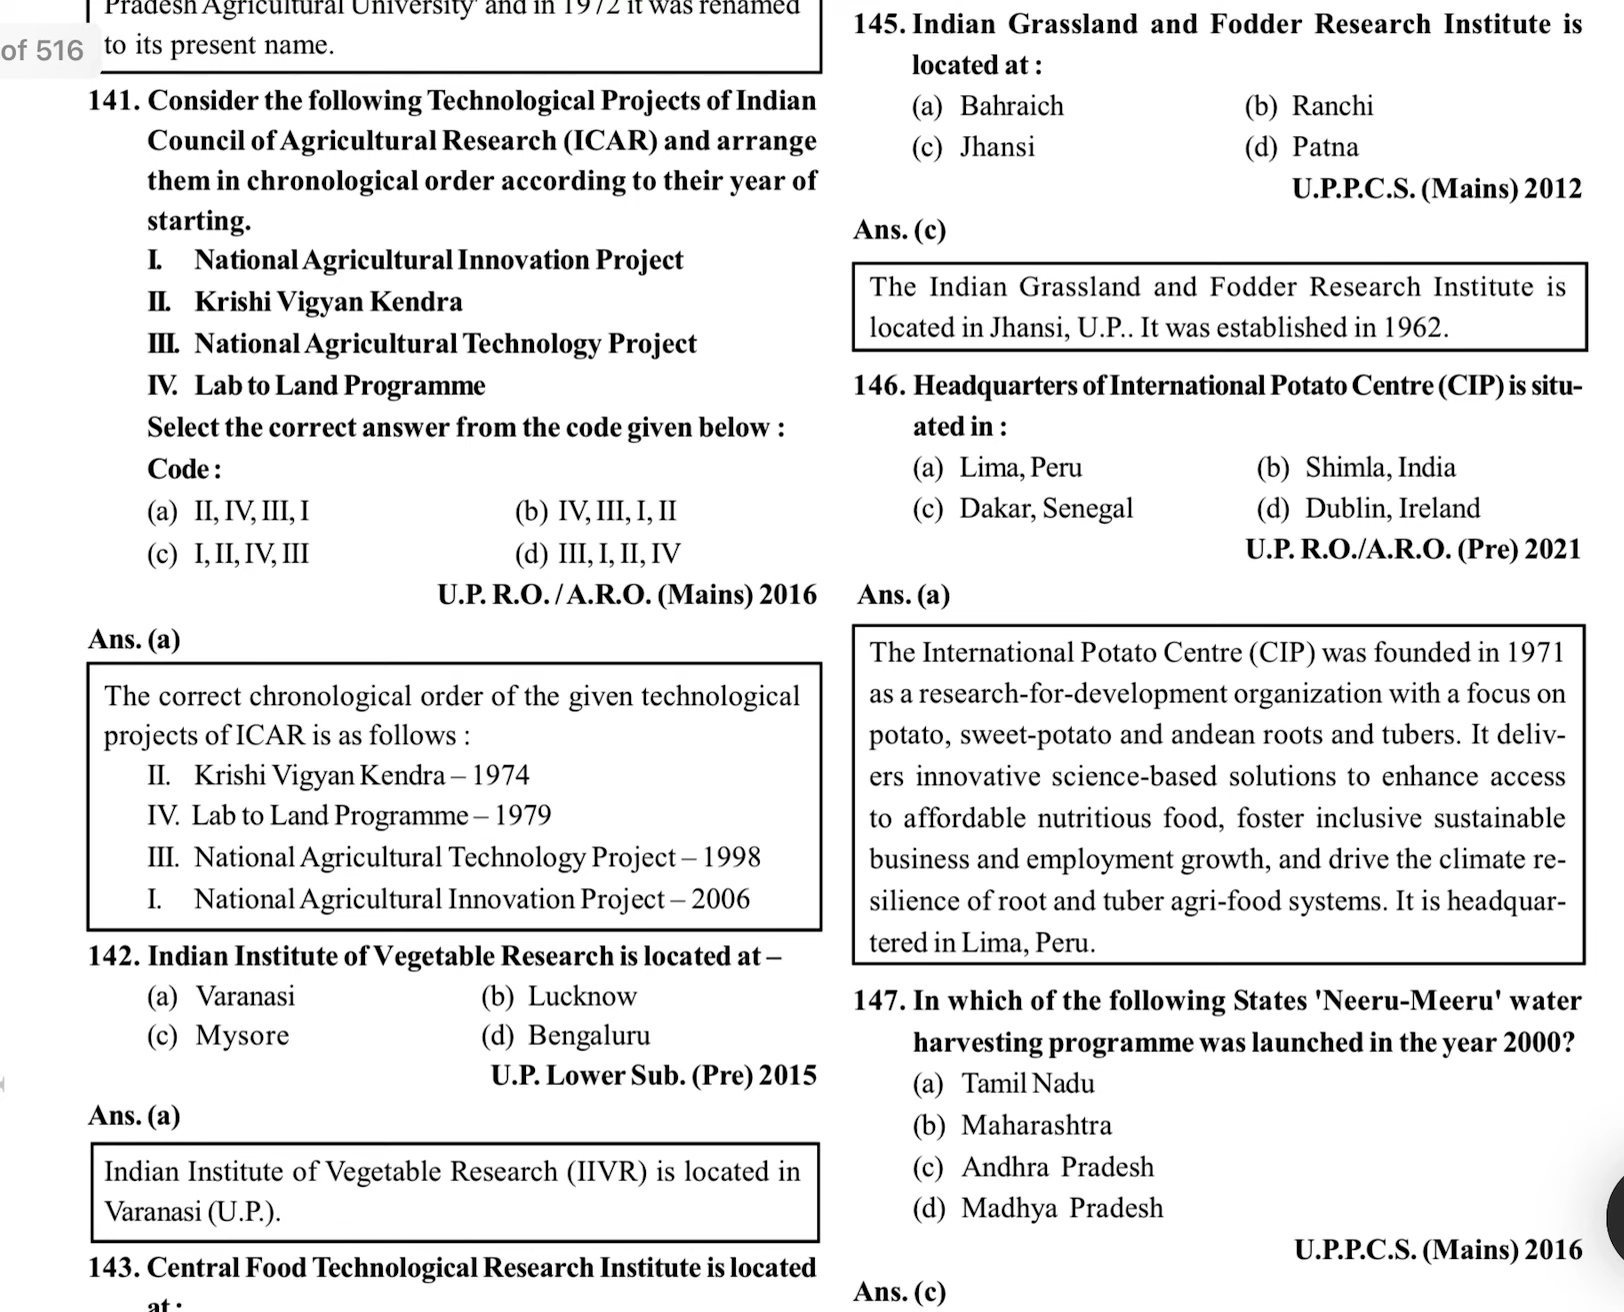 Pradesh Agricultural University' and in 1972 it was renamed
of 516
to its present name.
141. Consider the following Technological Projects of Indian
Council of Agricultural Research (ICAR) and arrange
them in chronological order according to their year of
starting.
I. National Agricultural Innovation Project
II. Krishi Vigyan Kendra
III. National Agricultural Technology Project
IV. Lab to Land Programme
Select the correct answer from the code given below :
Code :
(a) II, IV, III, I (b) IV, III, I, II
(c) I, II, IV, III (d) III, I, II, IV
U.P. R.O. / A.R.O. (Mains) 2016
Ans. (a)
The correct chronological order of the given technological
projects of ICAR is as follows :
II. Krishi Vigyan Kendra – 1974
IV. Lab to Land Programme – 1979
III. National Agricultural Technology Project – 1998
I. National Agricultural Innovation Project – 2006
142. Indian Institute of Vegetable Research is located at –
(a) Varanasi (b) Lucknow
(c) Mysore (d) Bengaluru
U.P. Lower Sub. (Pre) 2015
Ans. (a)
Indian Institute of Vegetable Research (IIVR) is located in
Varanasi (U.P.).
143. Central Food Technological Research Institute is located
at :
145. Indian Grassland and Fodder Research Institute is
located at :
(a) Bahraich (b) Ranchi
(c) Jhansi (d) Patna
U.P.P.C.S. (Mains) 2012
Ans. (c)
The Indian Grassland and Fodder Research Institute is
located in Jhansi, U.P.. It was established in 1962.
146. Headquarters of International Potato Centre (CIP) is situ-
ated in :
(a) Lima, Peru (b) Shimla, India
(c) Dakar, Senegal (d) Dublin, Ireland
U.P. R.O./A.R.O. (Pre) 2021
Ans. (a)
The International Potato Centre (CIP) was founded in 1971
as a research-for-development organization with a focus on
potato, sweet-potato and andean roots and tubers. It deliv-
ers innovative science-based solutions to enhance access
to affordable nutritious food, foster inclusive sustainable
business and employment growth, and drive the climate re-
silience of root and tuber agri-food systems. It is headquar-
tered in Lima, Peru.
147. In which of the following States 'Neeru-Meeru' water
harvesting programme was launched in the year 2000?
(a) Tamil Nadu
(b) Maharashtra
(c) Andhra Pradesh
(d) Madhya Pradesh
U.P.P.C.S. (Mains) 2016
Ans. (c)